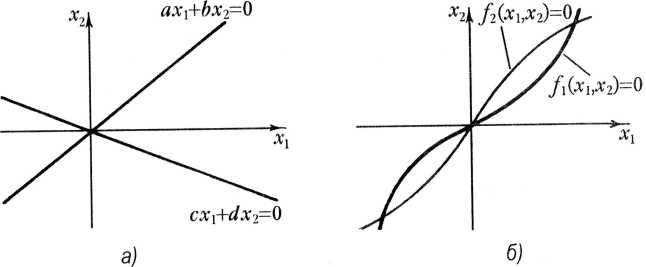 x₂
ax₁+bx₂=0
x₁
cx₁+dx₂=0
а)
x₂
f₂(x₁,x₂)=0
f₁(x₁,x₂)=0
x₁
б)